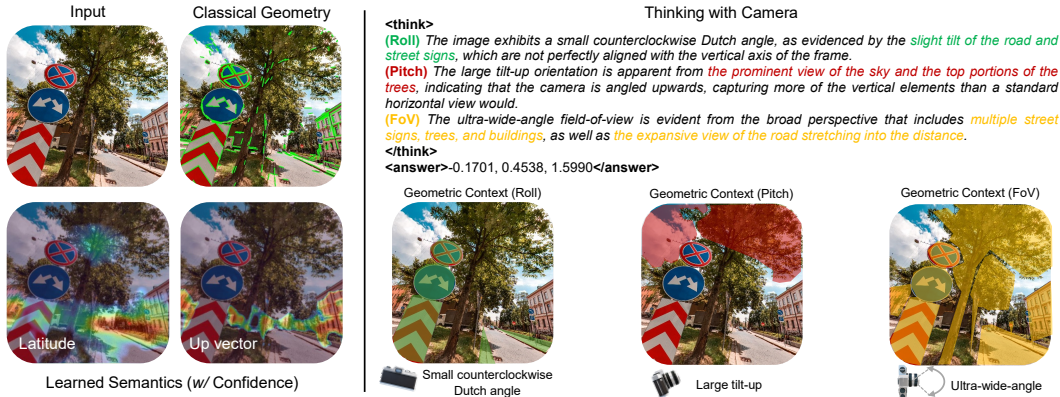 Input
Classical Geometry
Latitude
Up vector
Learned Semantics (w/ Confidence)
Thinking with Camera
<think>
(Roll) The image exhibits a small counterclockwise Dutch angle, as evidenced by the slight tilt of the road and
street signs, which are not perfectly aligned with the vertical axis of the frame.
(Pitch) The large tilt-up orientation is apparent from the prominent view of the sky and the top portions of the
trees, indicating that the camera is angled upwards, capturing more of the vertical elements than a standard
horizontal view would.
(FoV) The ultra-wide-angle field-of-view is evident from the broad perspective that includes multiple street
signs, trees, and buildings, as well as the expansive view of the road stretching into the distance.
</think>
<answer>-0.1701, 0.4538, 1.5990</answer>
Geometric Context (Roll)
Geometric Context (Pitch)
Geometric Context (FoV)
Small counterclockwise
Dutch angle
Large tilt-up
Ultra-wide-angle